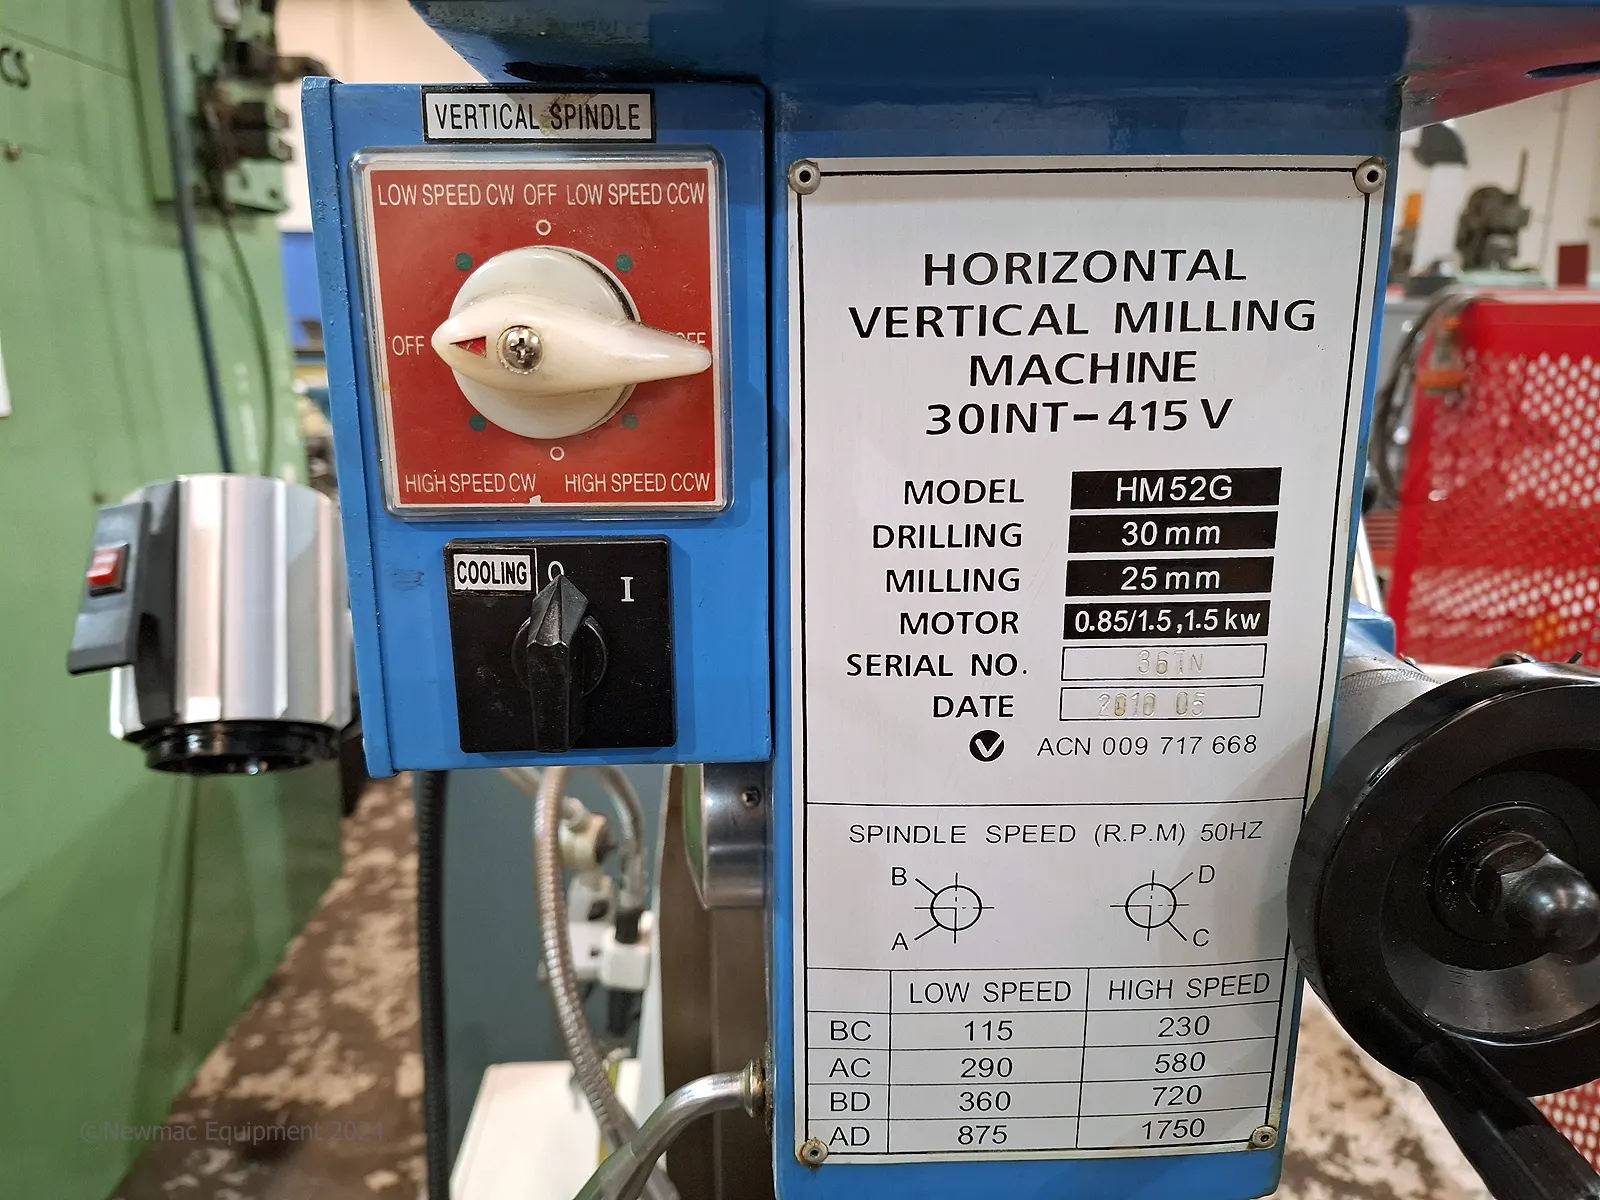 CS
VERTICAL SPINDLE
LOW SPEED CW OFF LOW SPEED CCW
OFF
HIGH SPEED CW HIGH SPEED CCW
COOLING O I
HORIZONTAL
VERTICAL MILLING
MACHINE
30INT-415 V
MODEL HM52G
DRILLING 30mm
MILLING 25mm
MOTOR 0.85/1.5,1.5kw
SERIAL NO.
DATE
ACN 009 717 668
SPINDLE SPEED (R.P.M) 50HZ
B D
A C
LOW SPEED HIGH SPEED
BC 115 230
AC 290 580
BD 360 720
AD 875 1750
©Newmac Equipment 2024